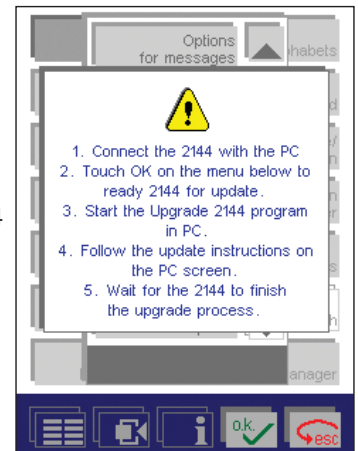 Options
for messages
phabets
1. Connect the 2144 with the PC
2. Touch OK on the menu below to
ready 2144 for update.
3. Start the Upgrade 2144 program
in PC.
4. Follow the update instructions on
the PC screen.
5. Wait for the 2144 to finish
the upgrade process.
anager
i
o.k.
esc